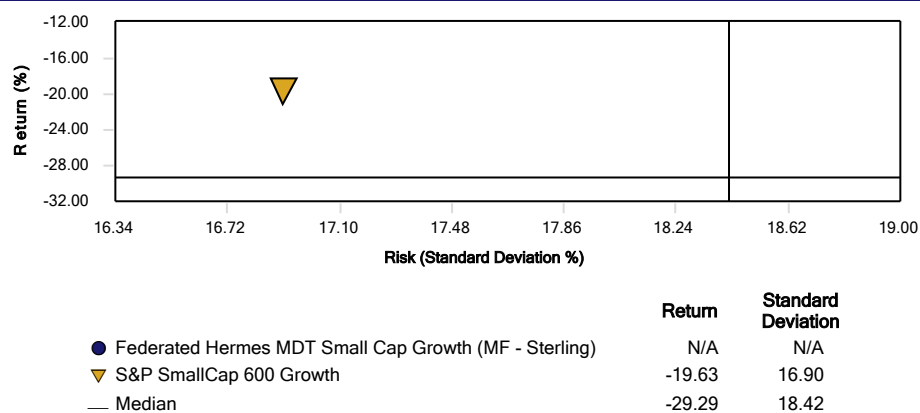 -12.00
-16.00
-20.00
-24.00
-28.00
-32.00
Return (%)
16.34 16.72 17.10 17.48 17.86 18.24 18.62 19.00
Risk (Standard Deviation %)
Return Standard Deviation
Federated Hermes MDT Small Cap Growth (MF - Sterling) N/A N/A
S&P SmallCap 600 Growth -19.63 16.90
Median -29.29 18.42